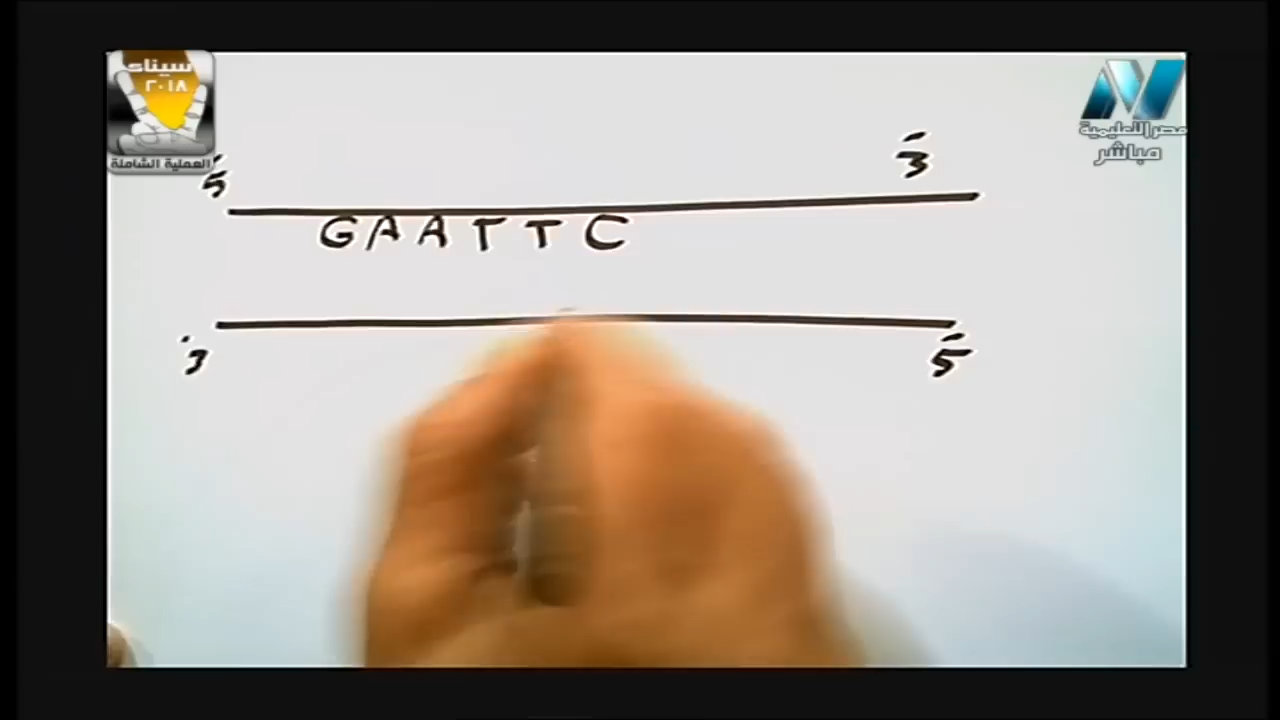 سيناء
٢٠١٨
العملية الشاملة
مصر التعليمية
مباشر
5́ 3́
GAATTC
3́ 5́